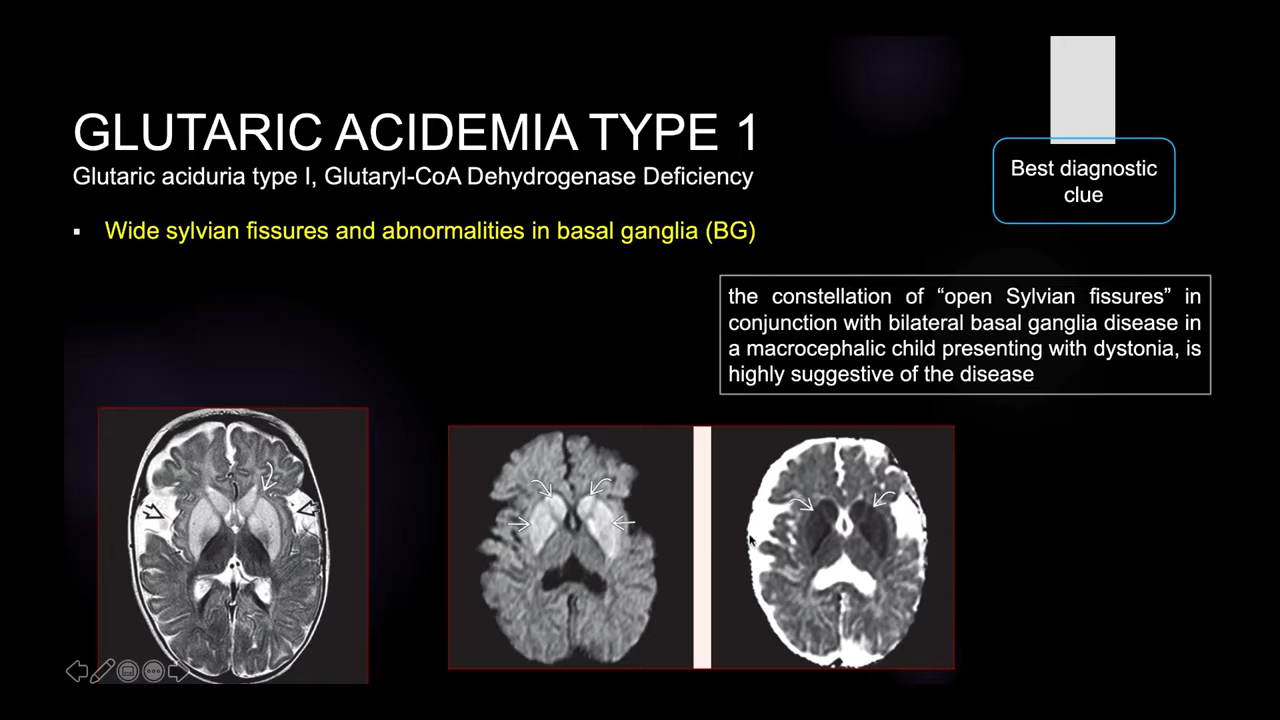 GLUTARIC ACIDEMIA TYPE 1
Glutaric aciduria type I, Glutaryl-CoA Dehydrogenase Deficiency
▪ Wide sylvian fissures and abnormalities in basal ganglia (BG)
Best diagnostic
clue
the constellation of “open Sylvian fissures” in
conjunction with bilateral basal ganglia disease in
a macrocephalic child presenting with dystonia, is
highly suggestive of the disease